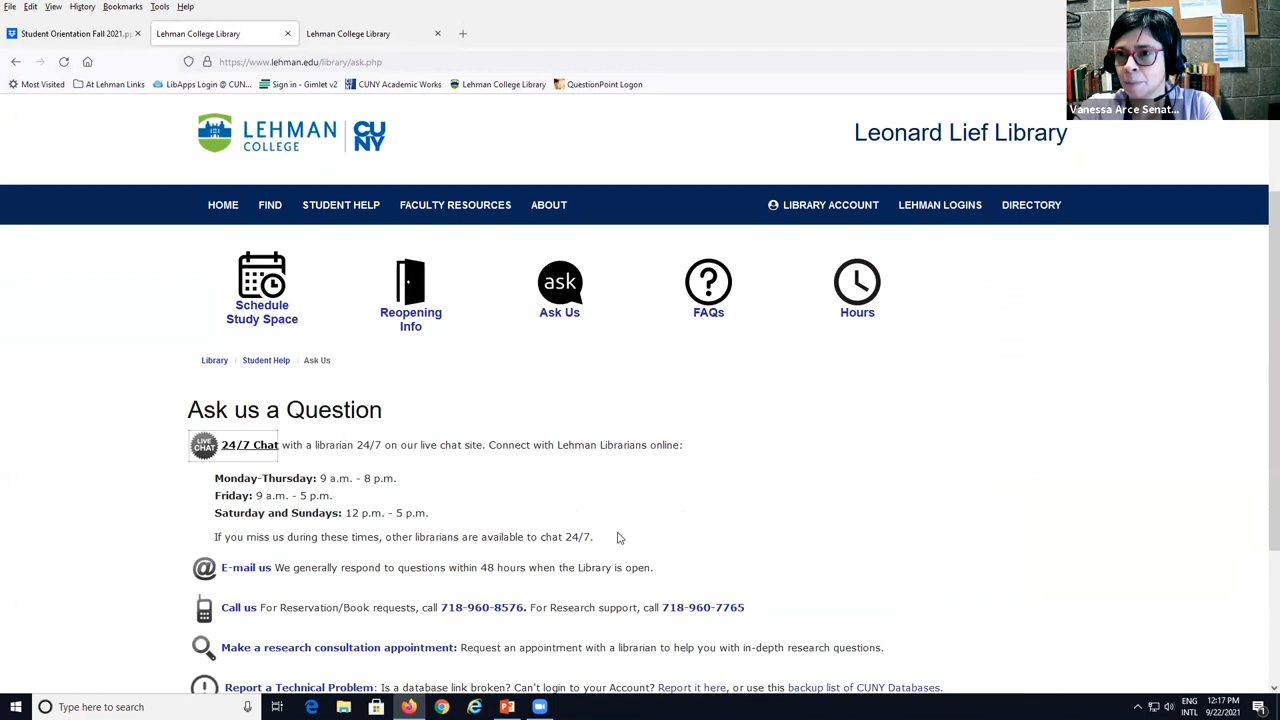 File Edit View History Bookmarks Tools Help
Student Orientation Fall 2021.pp
Lehman College Library
Lehman College Library
https://www.lehman.edu/library/ask.php
Most Visited At Lehman Links LibApps Login @ CUN... Sign in - Gimlet v2 CUNY Academic Works Lehman College Library QuestionPoint Logon
Vanessa Arce Senat...
LEHMAN COLLEGE
CUNY
Leonard Lief Library
HOME FIND STUDENT HELP FACULTY RESOURCES ABOUT LIBRARY ACCOUNT LEHMAN LOGINS DIRECTORY
ask
?
Schedule Study Space
Reopening Info
Ask Us
FAQs
Hours
Library / Student Help / Ask Us
Ask us a Question
LIVE CHAT 24/7 Chat with a librarian 24/7 on our live chat site. Connect with Lehman Librarians online:
Monday-Thursday: 9 a.m. - 8 p.m.
Friday: 9 a.m. - 5 p.m.
Saturday and Sundays: 12 p.m. - 5 p.m.
If you miss us during these times, other librarians are available to chat 24/7.
@ E-mail us We generally respond to questions within 48 hours when the Library is open.
Call us For Reservation/Book requests, call 718-960-8576. For Research support, call 718-960-7765
Make a research consultation appointment: Request an appointment with a librarian to help you with in-depth research questions.
Report a Technical Problem: Is a database link broken? Can't login to your Account? Report it here, or use this backup list of CUNY Databases.
Type here to search
ENG
INTL
12:17 PM
9/22/2021